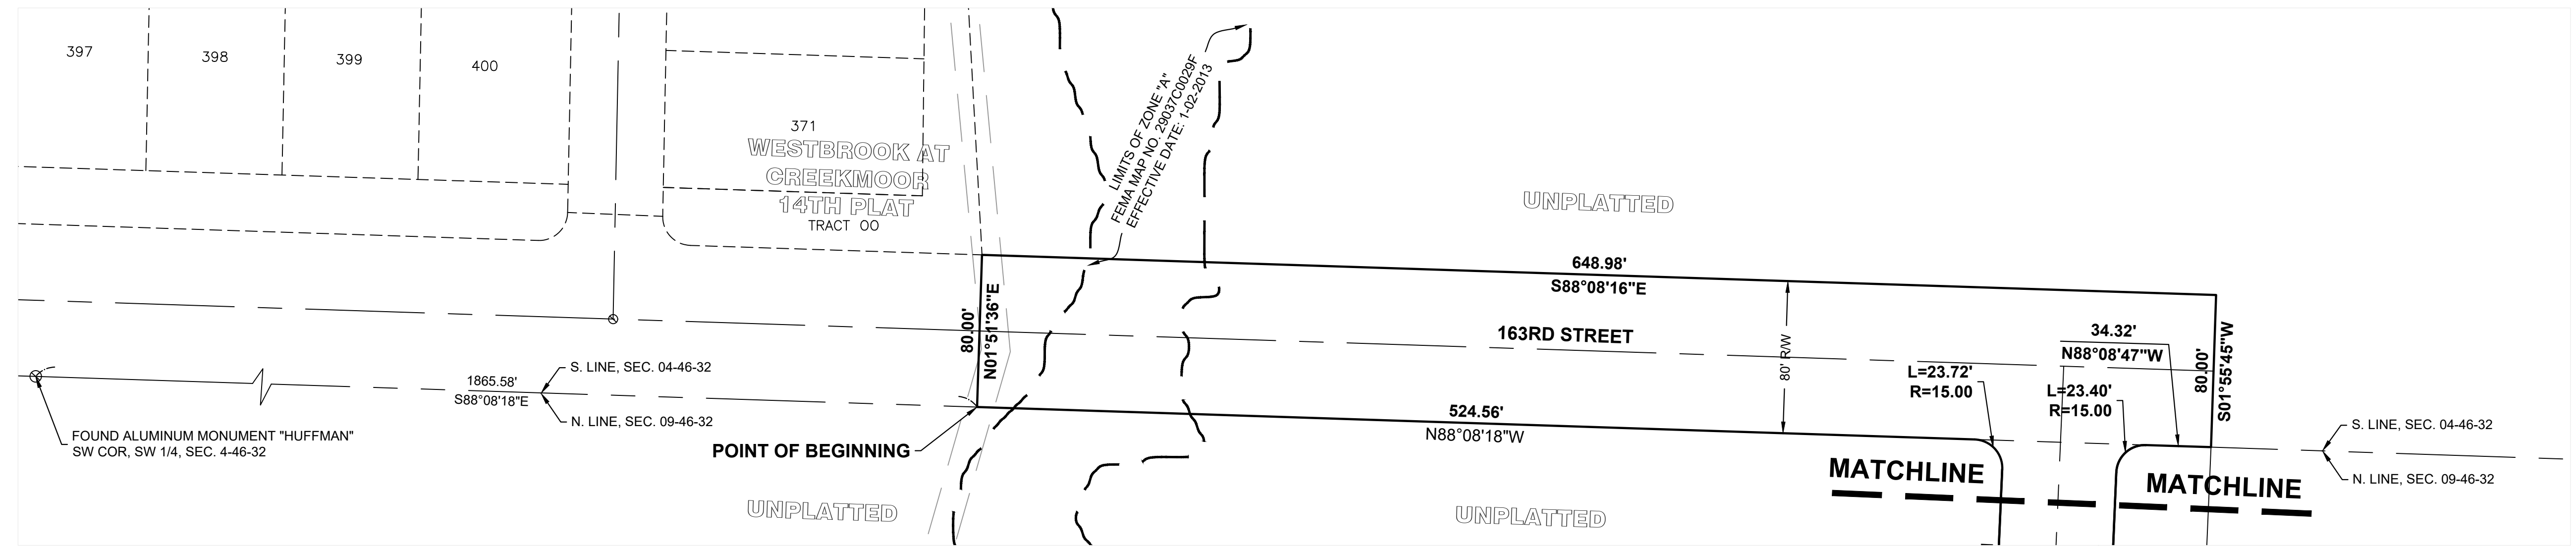 397
398
399
400
371
WESTBROOK AT
CREEKMOOR
14TH PLAT
TRACT OO
LIMITS OF ZONE "A"
FEMA MAP NO. 29037C0029F
EFFECTIVE DATE: 1-02-2013
UNPLATTED
648.98'
S88°08'16"E
80.00'
N01°51'36"E
163RD STREET
80' R/W
34.32'
N88°08'47"W
80.00'
S01°55'45"W
L=23.72'
R=15.00
L=23.40'
R=15.00
1865.58'
S88°08'18"E
S. LINE, SEC. 04-46-32
N. LINE, SEC. 09-46-32
FOUND ALUMINUM MONUMENT "HUFFMAN"
SW COR, SW 1/4, SEC. 4-46-32
POINT OF BEGINNING
524.56'
N88°08'18"W
S. LINE, SEC. 04-46-32
N. LINE, SEC. 09-46-32
MATCHLINE
MATCHLINE
UNPLATTED
UNPLATTED